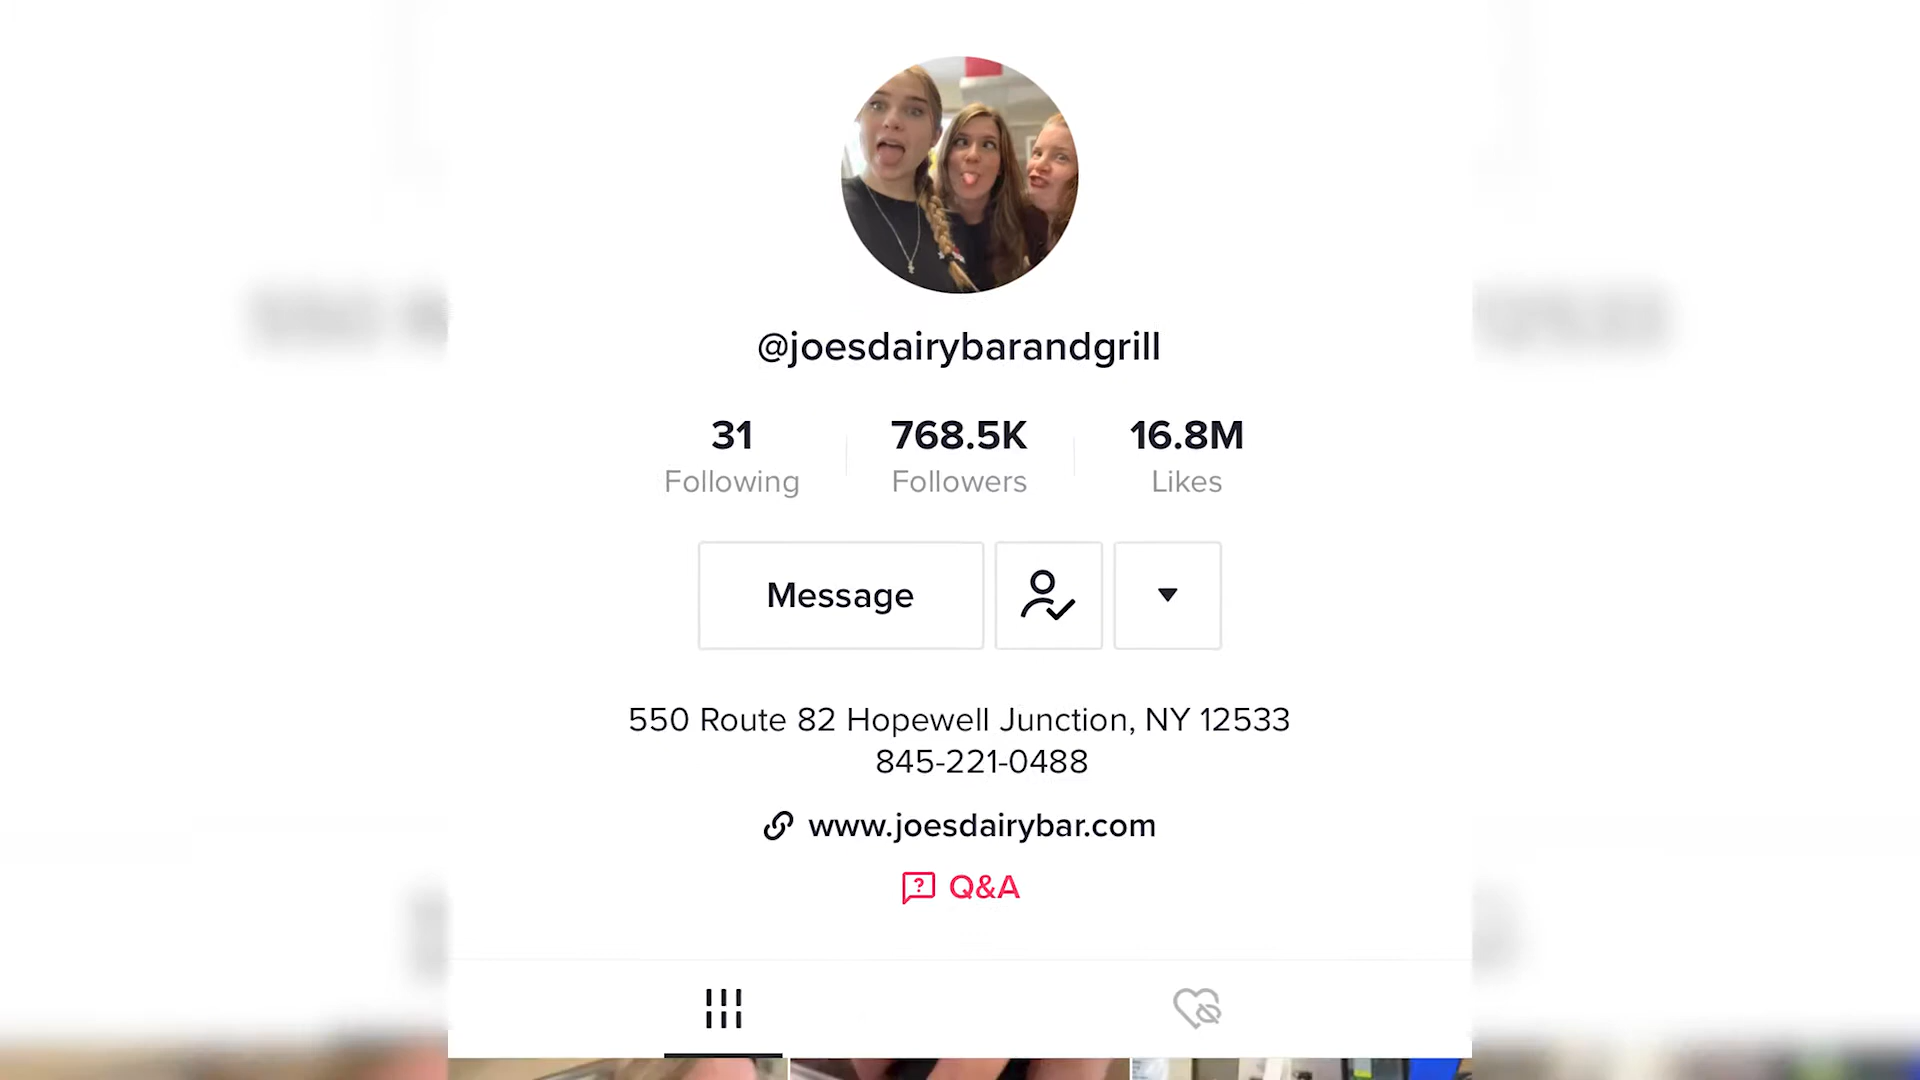 @joesdairybarandgrill
31 768.5K 16.8M
Following Followers Likes
Message
550 Route 82 Hopewell Junction, NY 12533
845-221-0488
www.joesdairybar.com
Q&A